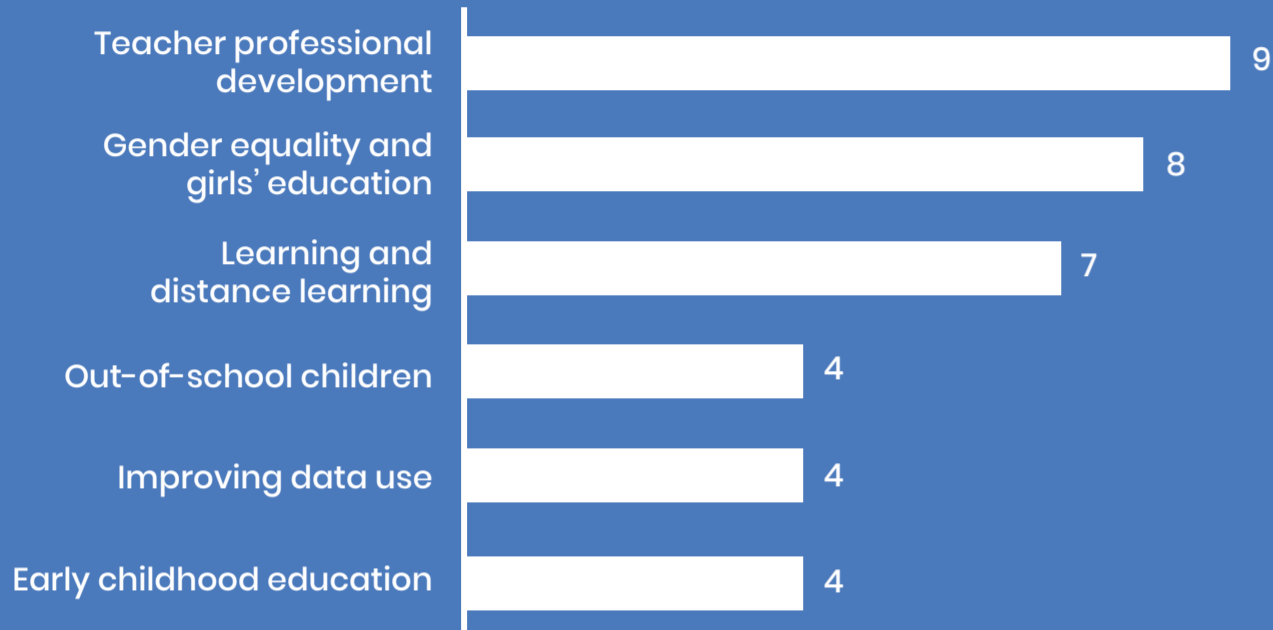 Teacher professional
development
9
Gender equality and
girls’ education
8
Learning and
distance learning
7
Out-of-school children
4
Improving data use
4
Early childhood education
4